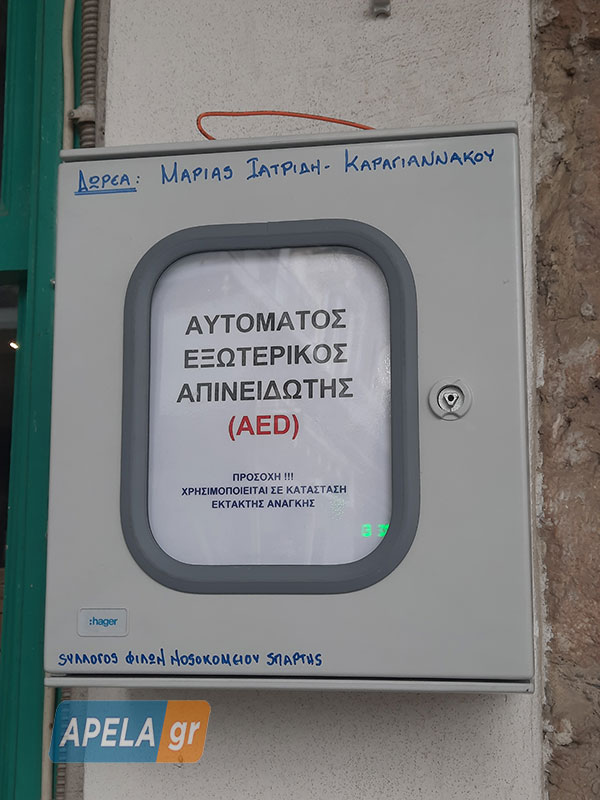 ΔΩΡΕΑ: ΜΑΡΙΑΣ ΙΑΤΡΙΔΗ - ΚΑΡΑΓΙΑΝΝΑΚΟΥ
ΑΥΤΟΜΑΤΟΣ
ΕΞΩΤΕΡΙΚΟΣ
ΑΠΙΝΕΙΔΩΤΗΣ
(AED)
ΠΡΟΣΟΧΗ !!!
ΧΡΗΣΙΜΟΠΟΙΕΙΤΑΙ ΣΕ ΚΑΤΑΣΤΑΣΗ
ΕΚΤΑΚΤΗΣ ΑΝΑΓΚΗΣ
:hager
ΣΥΛΛΟΓΟΣ ΦΙΛΩΝ ΝΟΣΟΚΟΜΕΙΟΥ ΣΠΑΡΤΗΣ
APELA gr